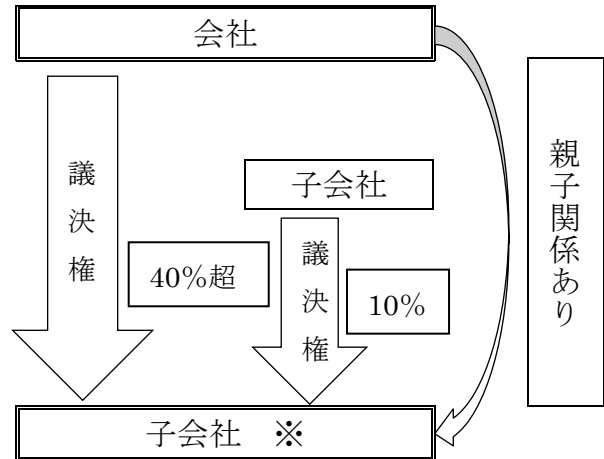 会社
議決権
40%超
子会社
議決権
10%
親子関係あり
子会社　※